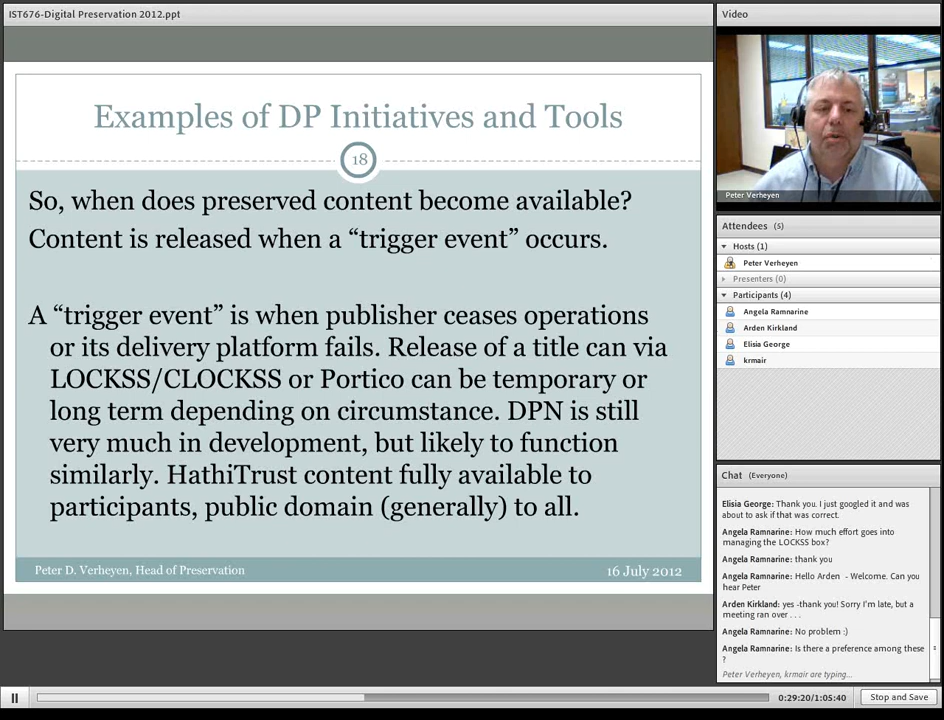 IST676-Digital Preservation 2012.ppt
Examples of DP Initiatives and Tools
18
So, when does preserved content become available?
Content is released when a “trigger event” occurs.
A “trigger event” is when publisher ceases operations
or its delivery platform fails. Release of a title can via
LOCKSS/CLOCKSS or Portico can be temporary or
long term depending on circumstance. DPN is still
very much in development, but likely to function
similarly. HathiTrust content fully available to
participants, public domain (generally) to all.
Peter D. Verheyen, Head of Preservation
16 July 2012
Video
Peter Verheyen
Attendees (5)
Hosts (1)
Peter Verheyen
Presenters (0)
Participants (4)
Angela Ramnarine
Arden Kirkland
Elisia George
krmair
Chat (Everyone)
Elisia George: Thank you. I just googled it and was
about to ask if that was correct.
Angela Ramnarine: How much effort goes into
managing the LOCKSS box?
Angela Ramnarine: thank you
Angela Ramnarine: Hello Arden - Welcome. Can you
hear Peter
Arden Kirkland: yes -thank you! Sorry I'm late, but a
meeting ran over . . .
Angela Ramnarine: No problem :)
Angela Ramnarine: Is there a preference among these
?
Peter Verheyen, krmair are typing...
0:29:20/1:05:40
Stop and Save